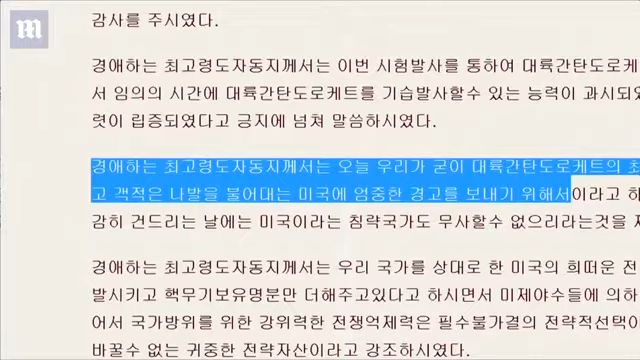 m
감사를 주시였다.
경애하는 최고령도자동지께서는 이번 시험발사를 통하여 대륙간탄도로케
서 임의의 시간에 대륙간탄도로케트를 기습발사할수 있는 능력이 과시되
렷이 립증되였다고 긍지에 넘쳐 말씀하시였다.
경애하는 최고령도자동지께서는 오늘 우리가 굳이 대륙간탄도로케트의 최
고 객적은 나발을 불어대는 미국에 엄중한 경고를 보내기 위해서이라고 하
감히 건드리는 날에는 미국이라는 침략국가도 무사할수 없으리라는것을
경애하는 최고령도자동지께서는 우리 국가를 상대로 한 미국의 희떠운 전
발시키고 핵무기보유명분만 더해주고있다고 하시면서 미제야수들에 의하
어서 국가방위를 위한 강위력한 전쟁억제력은 필수불가결의 전략적선택이
바꿀수 없는 귀중한 전략자산이라고 강조하시였다.